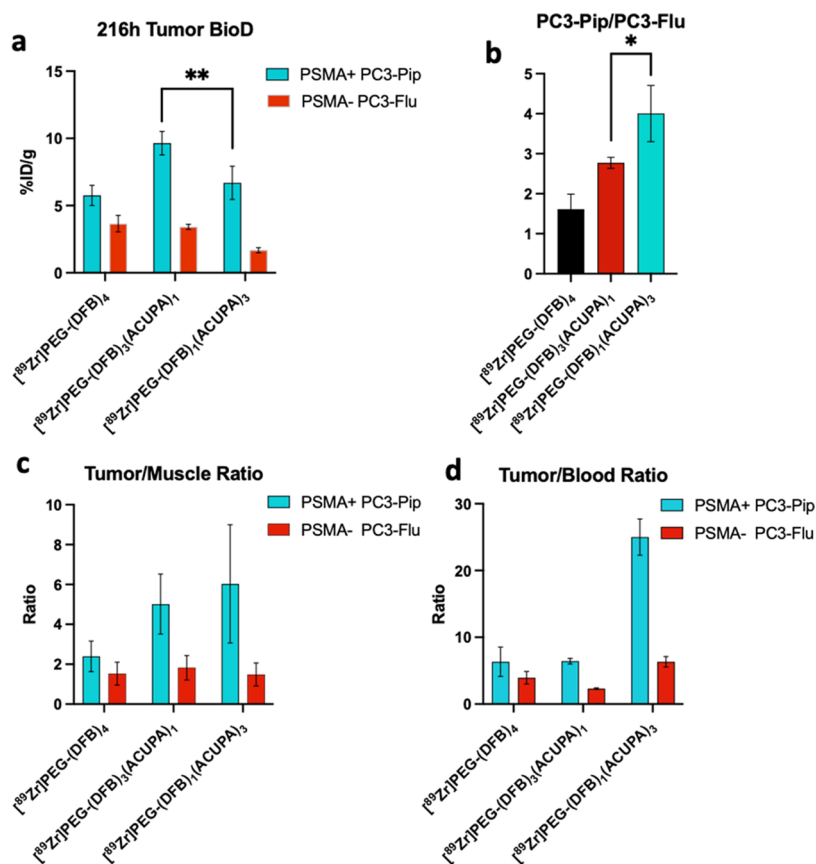 a
216h Tumor BioD
PSMA+ PC3-Pip
PSMA- PC3-Flu
**
%ID/g
15
10
5
0
[⁸⁹Zr]PEG-(DFB)₄
[⁸⁹Zr]PEG-(DFB)₃(ACUPA)₁
[⁸⁹Zr]PEG-(DFB)₁(ACUPA)₃
b
PC3-Pip/PC3-Flu
*
5
4
3
2
1
0
[⁸⁹Zr]PEG-(DFB)₄
[⁸⁹Zr]PEG-(DFB)₃(ACUPA)₁
[⁸⁹Zr]PEG-(DFB)₁(ACUPA)₃
c
Tumor/Muscle Ratio
PSMA+ PC3-Pip
PSMA- PC3-Flu
Ratio
10
8
6
4
2
0
[⁸⁹Zr]PEG-(DFB)₄
[⁸⁹Zr]PEG-(DFB)₃(ACUPA)₁
[⁸⁹Zr]PEG-(DFB)₁(ACUPA)₃
d
Tumor/Blood Ratio
PSMA+ PC3-Pip
PSMA- PC3-Flu
Ratio
30
20
10
0
[⁸⁹Zr]PEG-(DFB)₄
[⁸⁹Zr]PEG-(DFB)₃(ACUPA)₁
[⁸⁹Zr]PEG-(DFB)₁(ACUPA)₃